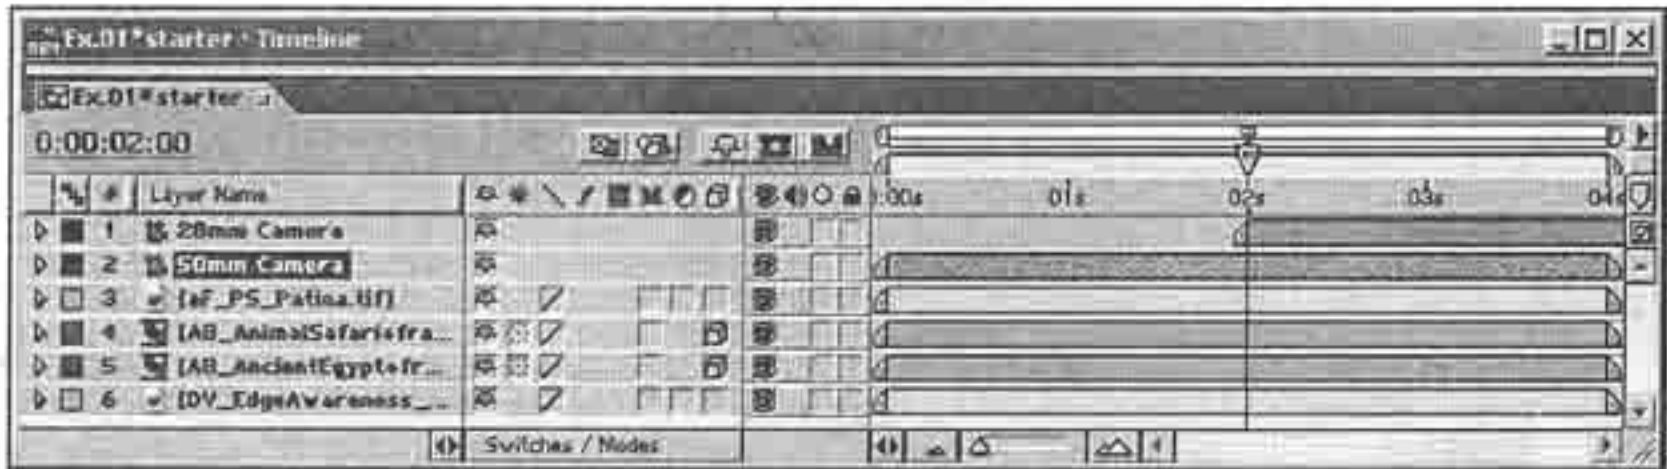 Ex.01*starter • Timeline
Ex.01*starter
0:00:02:00
# Layer Name
:00s 01s 02s 03s 04s
1 28mm Camera
2 50mm Camera
3 [aF_PS_Patina.tif]
4 [AB_AnimalSafari+fra...
5 [AB_AncientEgypt+fr...
6 [DV_EdgeAwareness_...
Switches / Modes